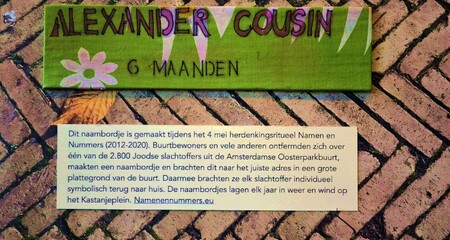 ALEXANDER COUSIN
6 MAANDEN
Dit naambordje is gemaakt tijdens het 4 mei herdenkingsritueel Namen en
Nummers (2012-2020). Buurtbewoners en vele anderen ontfermden zich over
één van de 2.800 Joodse slachtoffers uit de Amsterdamse Oosterparkbuurt,
maakten een naambordje en brachten dit naar het juiste adres in een grote
plattegrond van de buurt. Daarmee brachten ze elk slachtoffer individueel
symbolisch terug naar huis. De naambordjes lagen elk jaar in weer en wind op
het Kastanjeplein. Namenennummers.eu